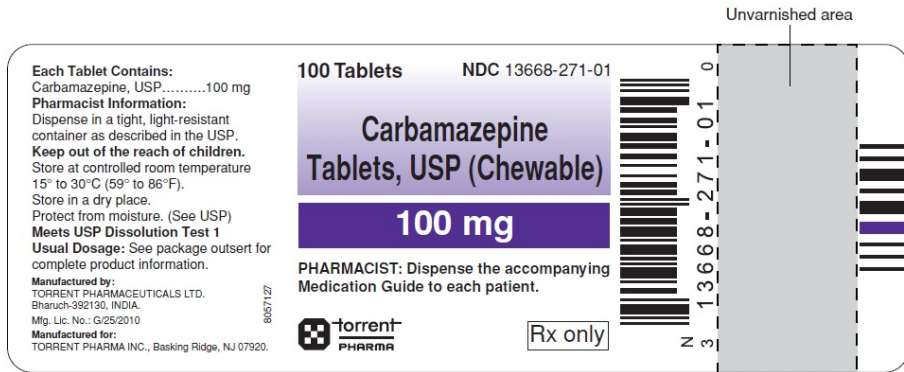 Unvarnished area
Each Tablet Contains:
Carbamazepine, USP..........100 mg
Pharmacist Information:
Dispense in a tight, light-resistant
container as described in the USP.
Keep out of the reach of children.
Store at controlled room temperature
15° to 30°C (59° to 86°F).
Store in a dry place.
Protect from moisture. (See USP)
Meets USP Dissolution Test 1
Usual Dosage: See package outsert for
complete product information.
Manufactured by:
TORRENT PHARMACEUTICALS LTD.
Bharuch-392130, INDIA.
Mfg. Lic. No.: G/25/2010
Manufactured for:
TORRENT PHARMA INC., Basking Ridge, NJ 07920.
8057127
100 Tablets NDC 13668-271-01
Carbamazepine
Tablets, USP (Chewable)
100 mg
PHARMACIST: Dispense the accompanying
Medication Guide to each patient.
torrent
PHARMA
Rx only
N
3 13668-271-01 0